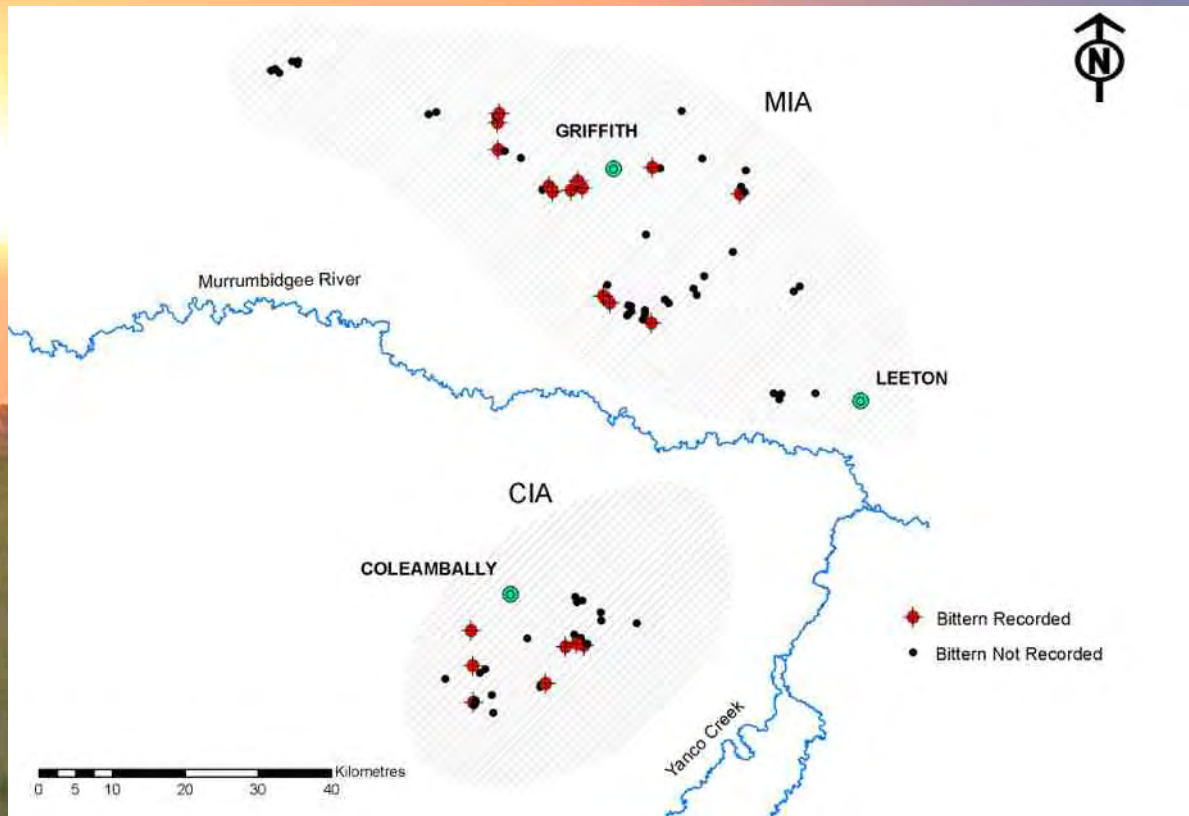 N
MIA
GRIFFITH
Murrumbidgee River
LEETON
CIA
COLEAMBALLY
Bittern Recorded
Bittern Not Recorded
Yanco Creek
Kilometres
0 5 10 20 30 40